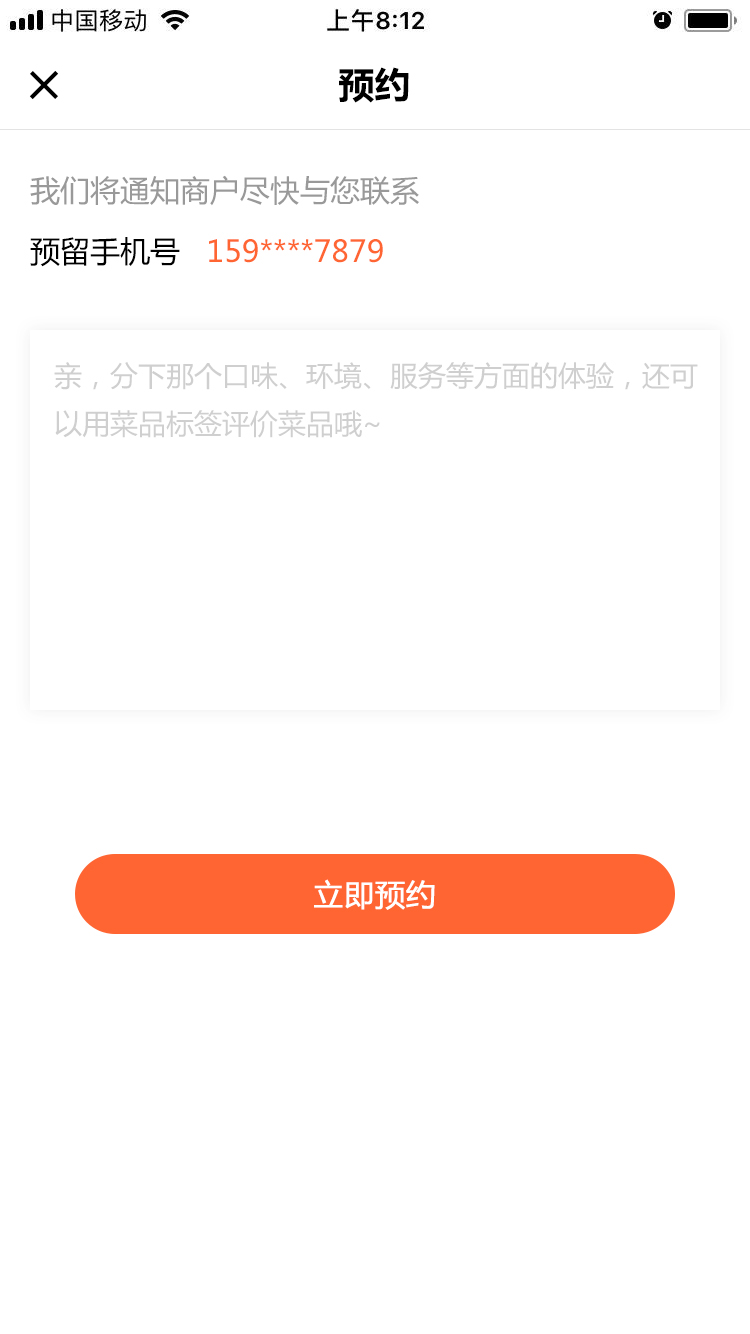 中国移动 上午8:12
预约
我们将通知商户尽快与您联系
预留手机号 159****7879
亲，分下那个口味、环境、服务等方面的体验，还可
以用菜品标签评价菜品哦~
立即预约